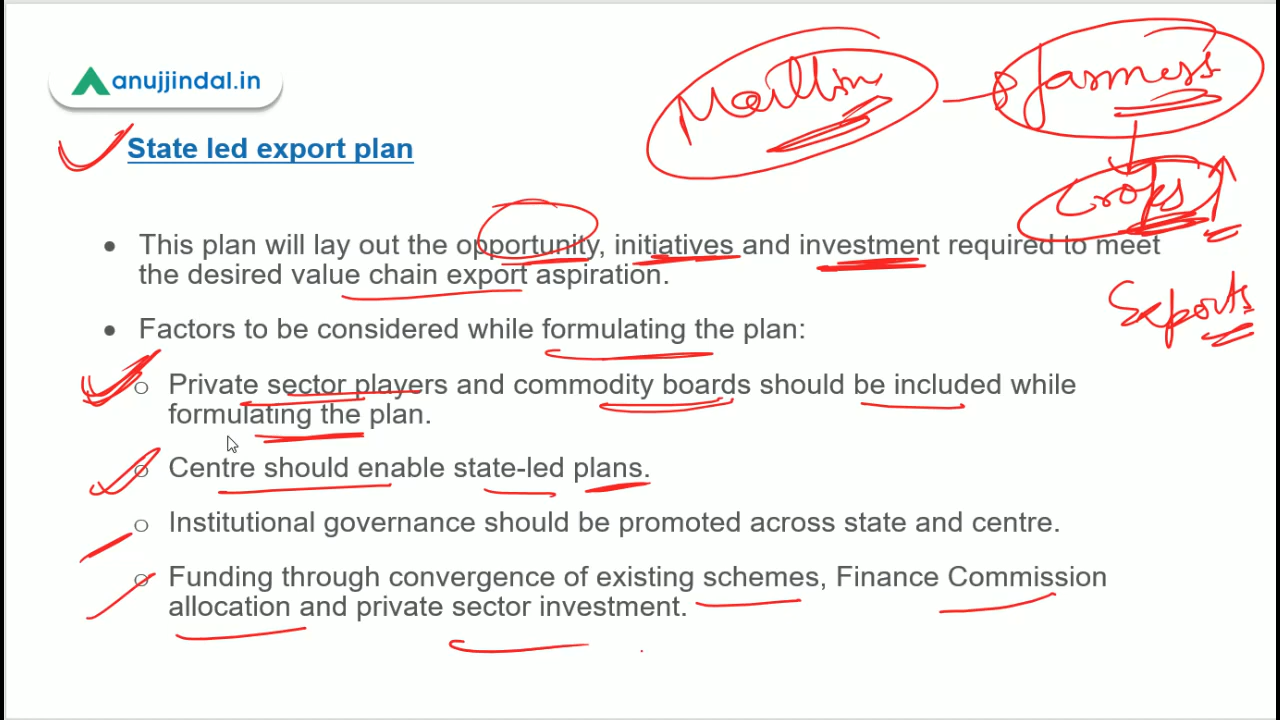 anujjindal.in
farmers
State led export plan
Crops
This plan will lay out the opportunity, initiatives and investment required to meet
the desired value chain export aspiration.
Exports
Factors to be considered while formulating the plan:
Private sector players and commodity boards should be included while
formulating the plan.
Centre should enable state-led plans.
Institutional governance should be promoted across state and centre.
Funding through convergence of existing schemes, Finance Commission
allocation and private sector investment.